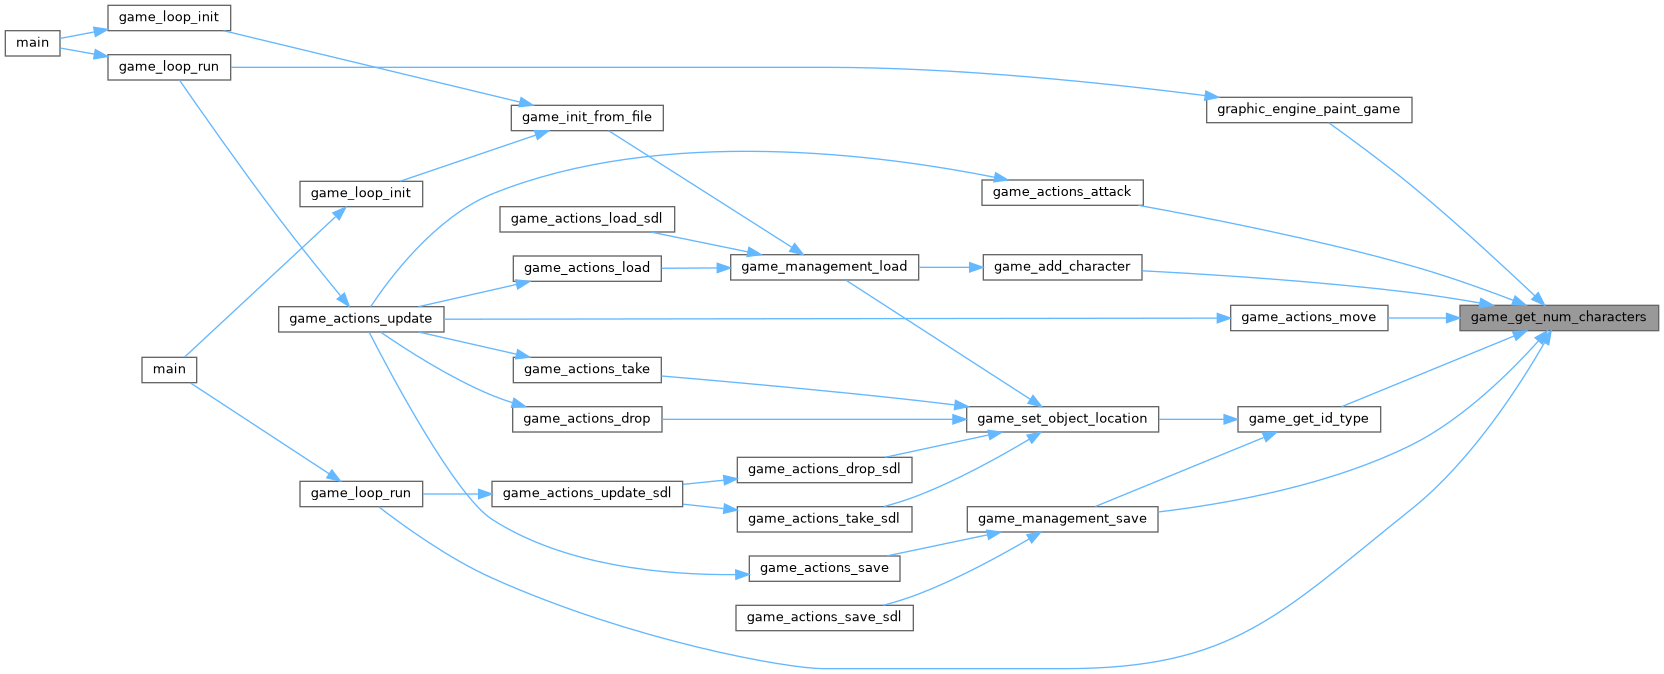 game_loop_init
main
game_loop_run
graphic_engine_paint_game
game_init_from_file
game_loop_init
game_actions_attack
game_actions_load_sdl
game_actions_load
game_management_load
game_add_character
game_actions_update
game_actions_move
game_get_num_characters
main
game_actions_take
game_actions_drop
game_set_object_location
game_get_id_type
game_actions_drop_sdl
game_loop_run
game_actions_update_sdl
game_actions_take_sdl
game_management_save
game_actions_save
game_actions_save_sdl